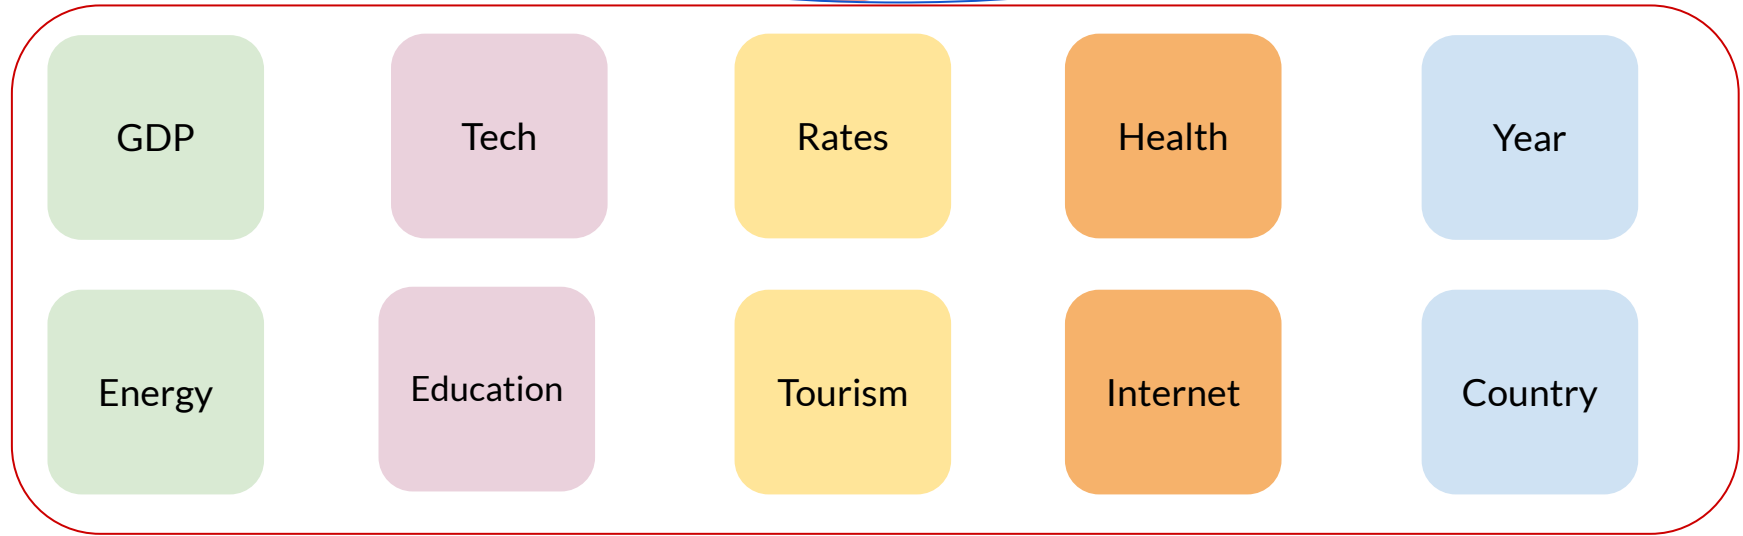 GDP
Tech
Rates
Health
Year
Energy
Education
Tourism
Internet
Country